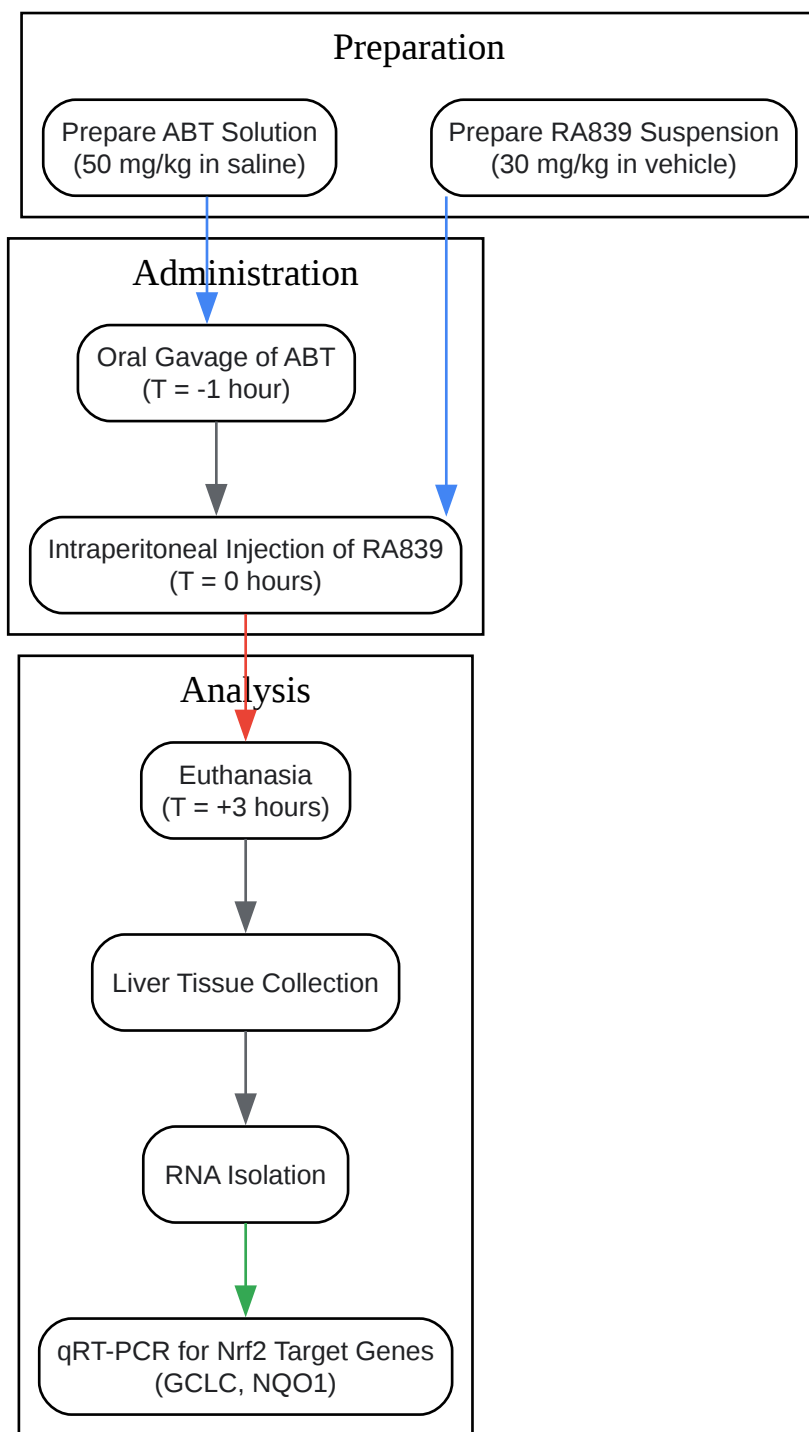 Preparation
Prepare ABT Solution
(50 mg/kg in saline)
Prepare RA839 Suspension
(30 mg/kg in vehicle)
Administration
Oral Gavage of ABT
(T = -1 hour)
Intraperitoneal Injection of RA839
(T = 0 hours)
Analysis
Euthanasia
(T = +3 hours)
Liver Tissue Collection
RNA Isolation
qRT-PCR for Nrf2 Target Genes
(GCLC, NQO1)